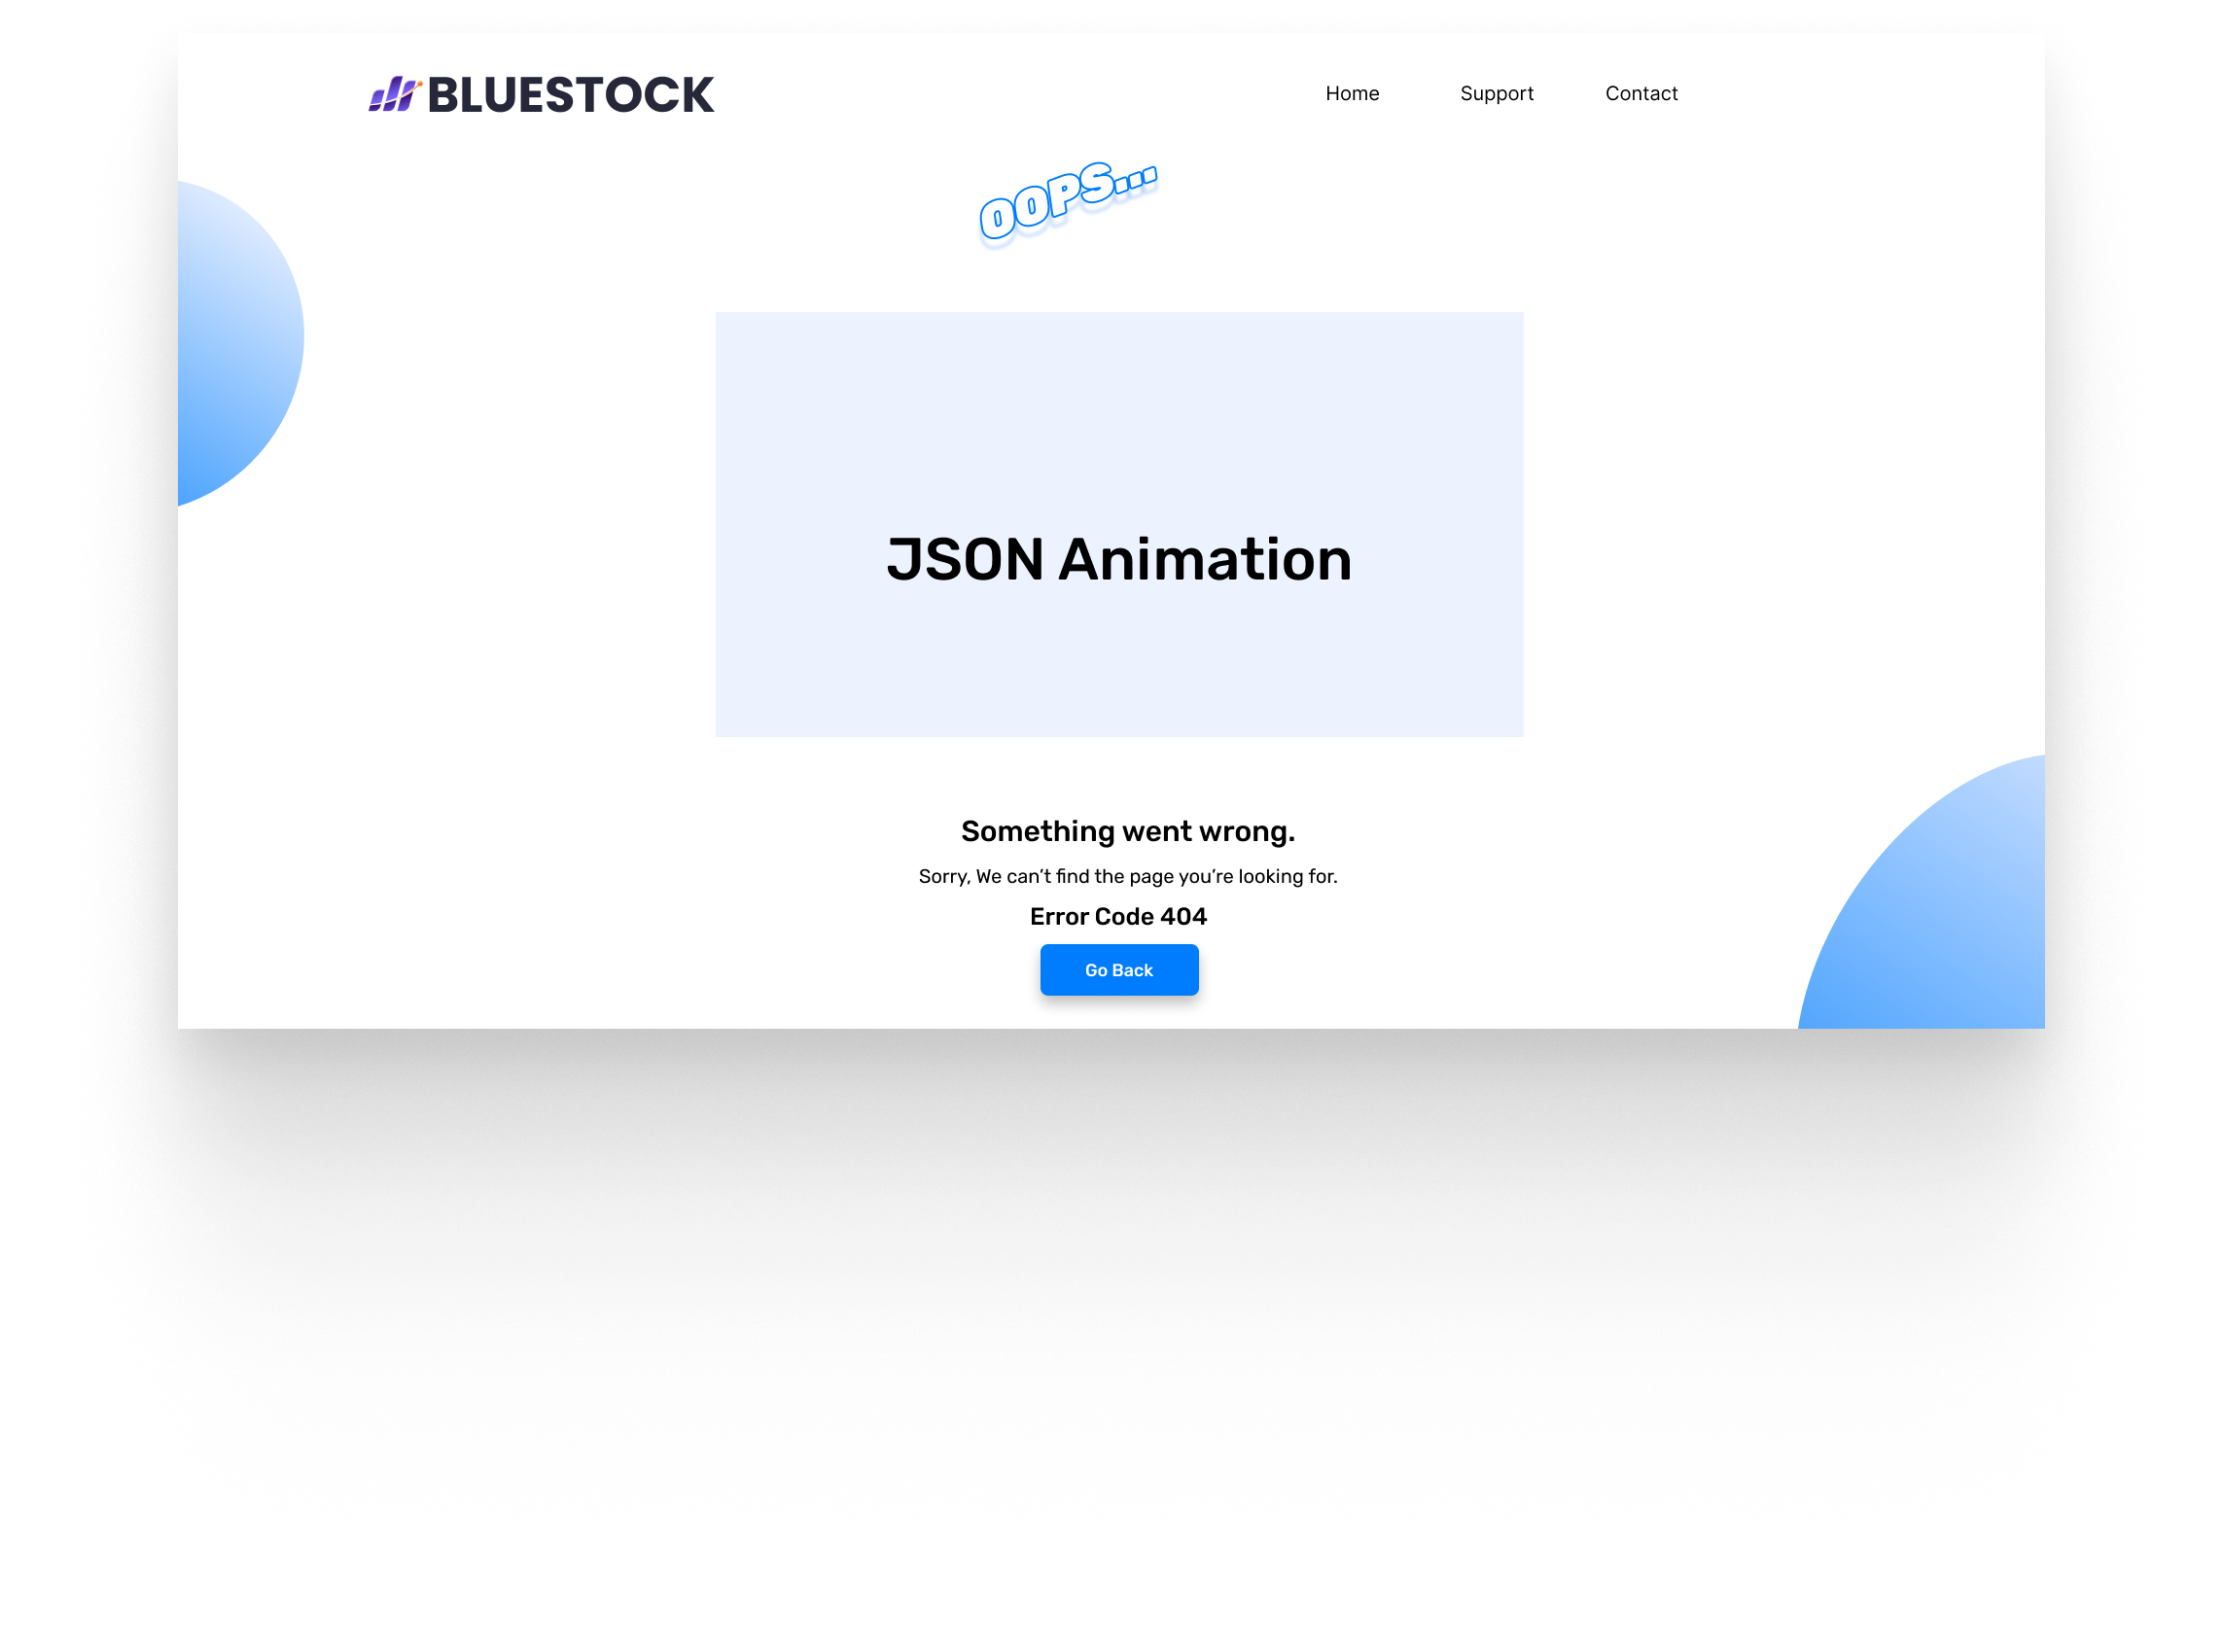 BLUESTOCK
Home Support Contact
OOPS...
JSON Animation
Something went wrong.
Sorry, We can’t find the page you’re looking for.
Error Code 404
Go Back